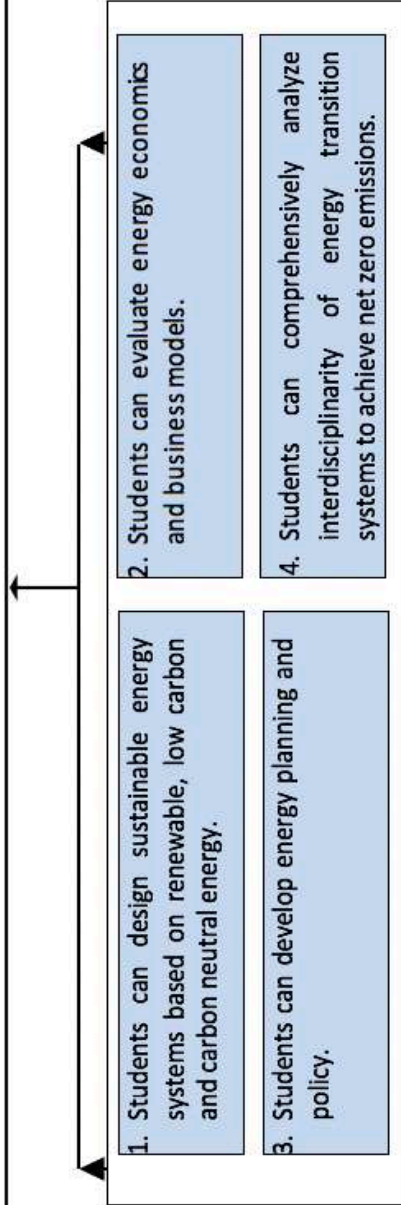 1. Students can design sustainable energy
systems based on renewable, low carbon
and carbon neutral energy.
2. Students can evaluate energy economics
and business models.
3. Students can develop energy planning and
policy.
4. Students can comprehensively analyze
interdisciplinarity of energy transition
systems to achieve net zero emissions.